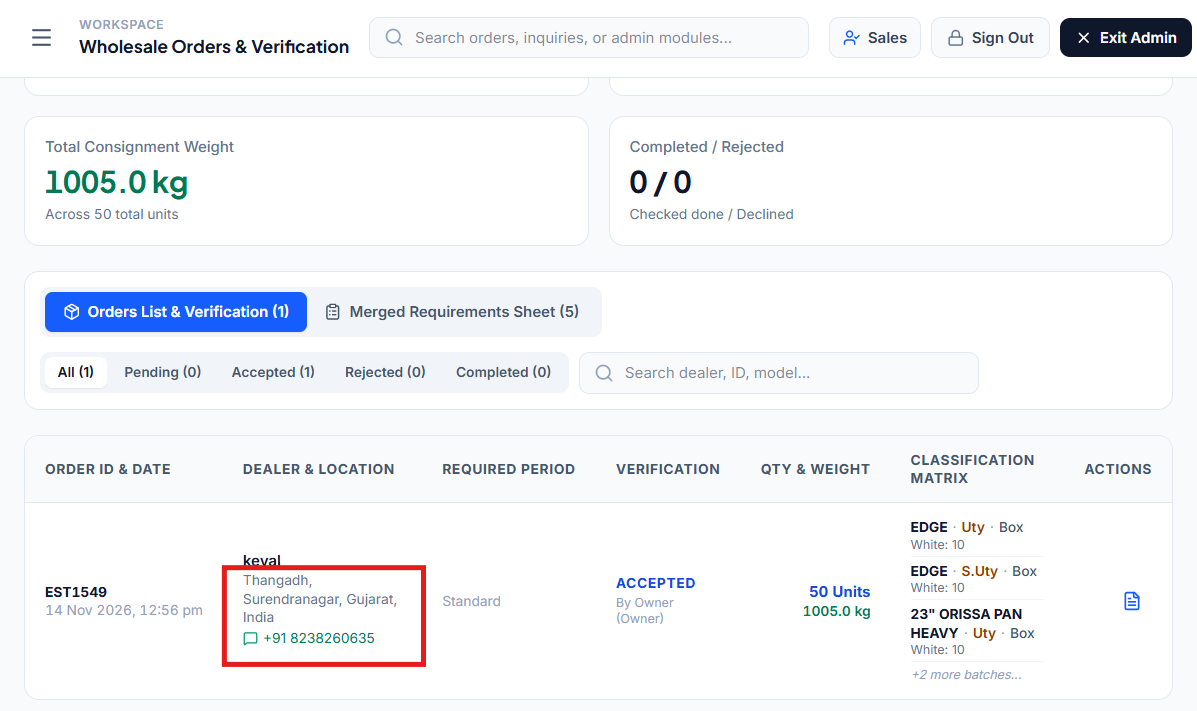 WORKSPACE
Wholesale Orders & Verification
Search orders, inquiries, or admin modules...
Sales
Sign Out
Exit Admin
Total Consignment Weight
1005.0 kg
Across 50 total units
Completed / Rejected
0 / 0
Checked done / Declined
Orders List & Verification (1)
Merged Requirements Sheet (5)
All (1)
Pending (0)
Accepted (1)
Rejected (0)
Completed (0)
Search dealer, ID, model...
ORDER ID & DATE
DEALER & LOCATION
REQUIRED PERIOD
VERIFICATION
QTY & WEIGHT
CLASSIFICATION
MATRIX
ACTIONS
EST1549
14 Nov 2026, 12:56 pm
keval
Thangadh,
Surendranagar, Gujarat,
India
+91 8238260635
Standard
ACCEPTED
By Owner
(Owner)
50 Units
1005.0 kg
EDGE · Uty · Box
White: 10
EDGE · S.Uty · Box
White: 10
23" ORISSA PAN
HEAVY · Uty · Box
White: 10
+2 more batches...